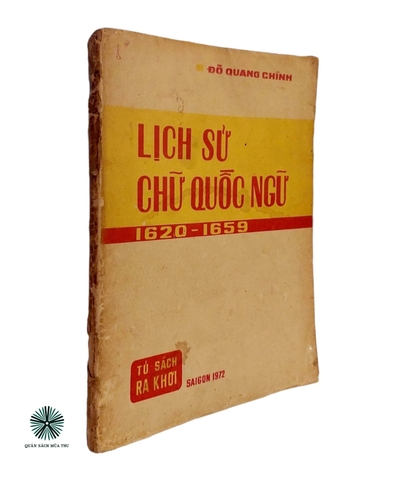 ĐỖ QUANG CHÍNH
LỊCH SỬ
CHỮ QUỐC NGỮ
1620-1659
TỦ SÁCH
RA KHƠI
SAIGON 1972
QUÁN SÁCH MÙA THU